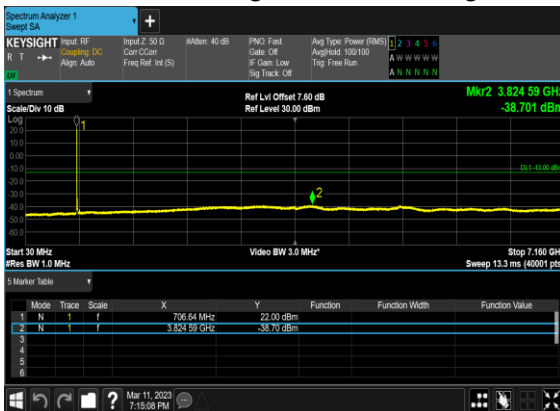 Spectrum Analyzer 1
Swept SA
KEYSIGHT
R T
LV
Input: RF
Coupling: DC
Align: Auto
Input Z: 50 Ω
Corr CCorr
Freq Ref: Int (S)
#Atten: 40 dB
PNO: Fast
Gate: Off
IF Gain: Low
Sig Track: Off
Avg Type: Power (RMS)
Avg|Hold: 100/100
Trig: Free Run
1 2 3 4 5 6
A W W W W W
A N N N N N
1 Spectrum
Scale/Div 10 dB
Ref Lvl Offset 7.60 dB
Ref Level 30.00 dBm
Mkr2 3.824 59 GHz
-38.701 dBm
Log
20.0
10.0
0.00
-10.0
-20.0
-30.0
-40.0
-50.0
-60.0
1
2
DL1 -13.00 dBm
Start 30 MHz
#Res BW 1.0 MHz
Video BW 3.0 MHz*
Stop 7.160 GHz
Sweep 13.3 ms (40001 pts)
5 Marker Table
Mode Trace Scale X Y Function Function Width Function Value
1 N 1 f 706.64 MHz 22.00 dBm
2 N 1 f 3.824 59 GHz -38.70 dBm
3
4
5
6
?
Mar 11, 2023
7:15:08 PM